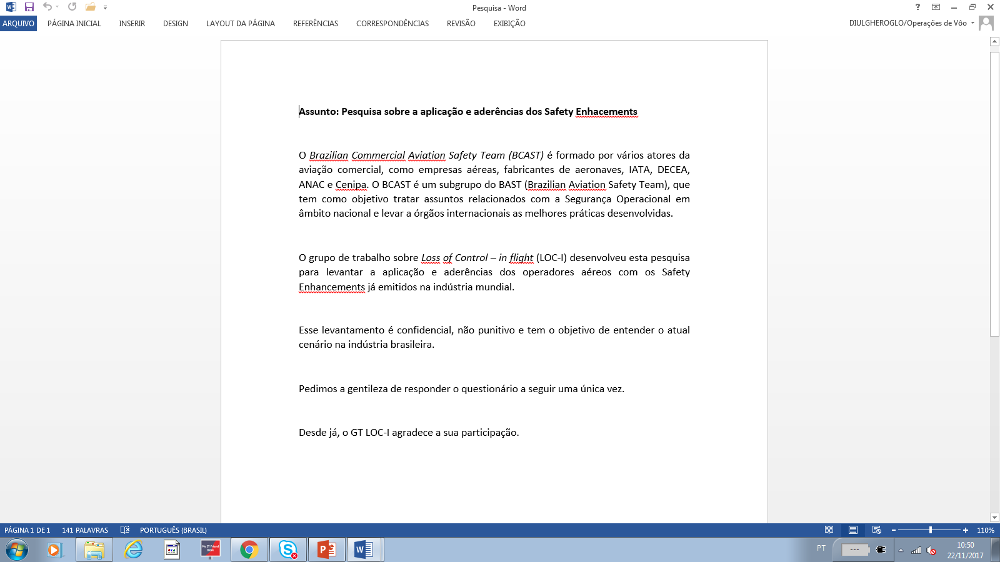 Pesquisa - Word
?
ARQUIVO PÁGINA INICIAL INSERIR DESIGN LAYOUT DA PÁGINA REFERÊNCIAS CORRESPONDÊNCIAS REVISÃO EXIBIÇÃO DIULGHEROGLO/Operações de Vôo
Assunto: Pesquisa sobre a aplicação e aderências dos Safety Enhacements
O Brazilian Commercial Aviation Safety Team (BCAST) é formado por vários atores da
aviação comercial, como empresas aéreas, fabricantes de aeronaves, IATA, DECEA,
ANAC e Cenipa. O BCAST é um subgrupo do BAST (Brazilian Aviation Safety Team), que
tem como objetivo tratar assuntos relacionados com a Segurança Operacional em
âmbito nacional e levar a órgãos internacionais as melhores práticas desenvolvidas.
O grupo de trabalho sobre Loss of Control – in flight (LOC-I) desenvolveu esta pesquisa
para levantar a aplicação e aderências dos operadores aéreos com os Safety
Enhancements já emitidos na indústria mundial.
Esse levantamento é confidencial, não punitivo e tem o objetivo de entender o atual
cenário na indústria brasileira.
Pedimos a gentileza de responder o questionário a seguir uma única vez.
Desde já, o GT LOC-I agradece a sua participação.
PÁGINA 1 DE 1 141 PALAVRAS PORTUGUÊS (BRASIL) 110%
My IT Friend
Desk
PT
---
10:50
22/11/2017